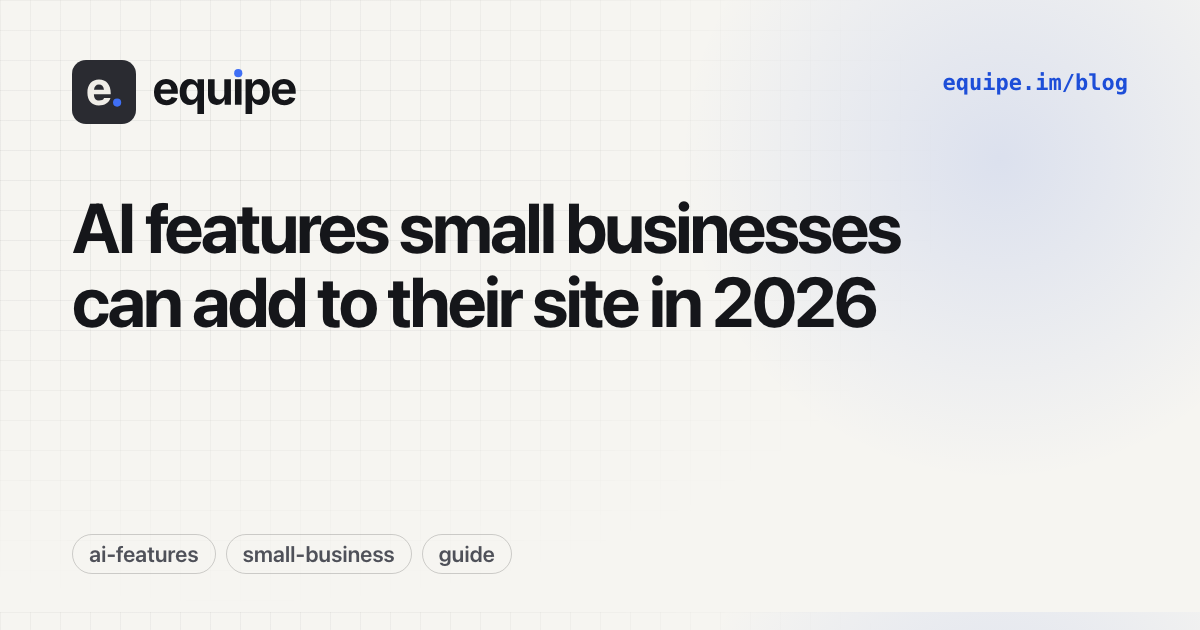 e.
equipe
equipe.im/blog
AI features small businesses
can add to their site in 2026
ai-features
small-business
guide